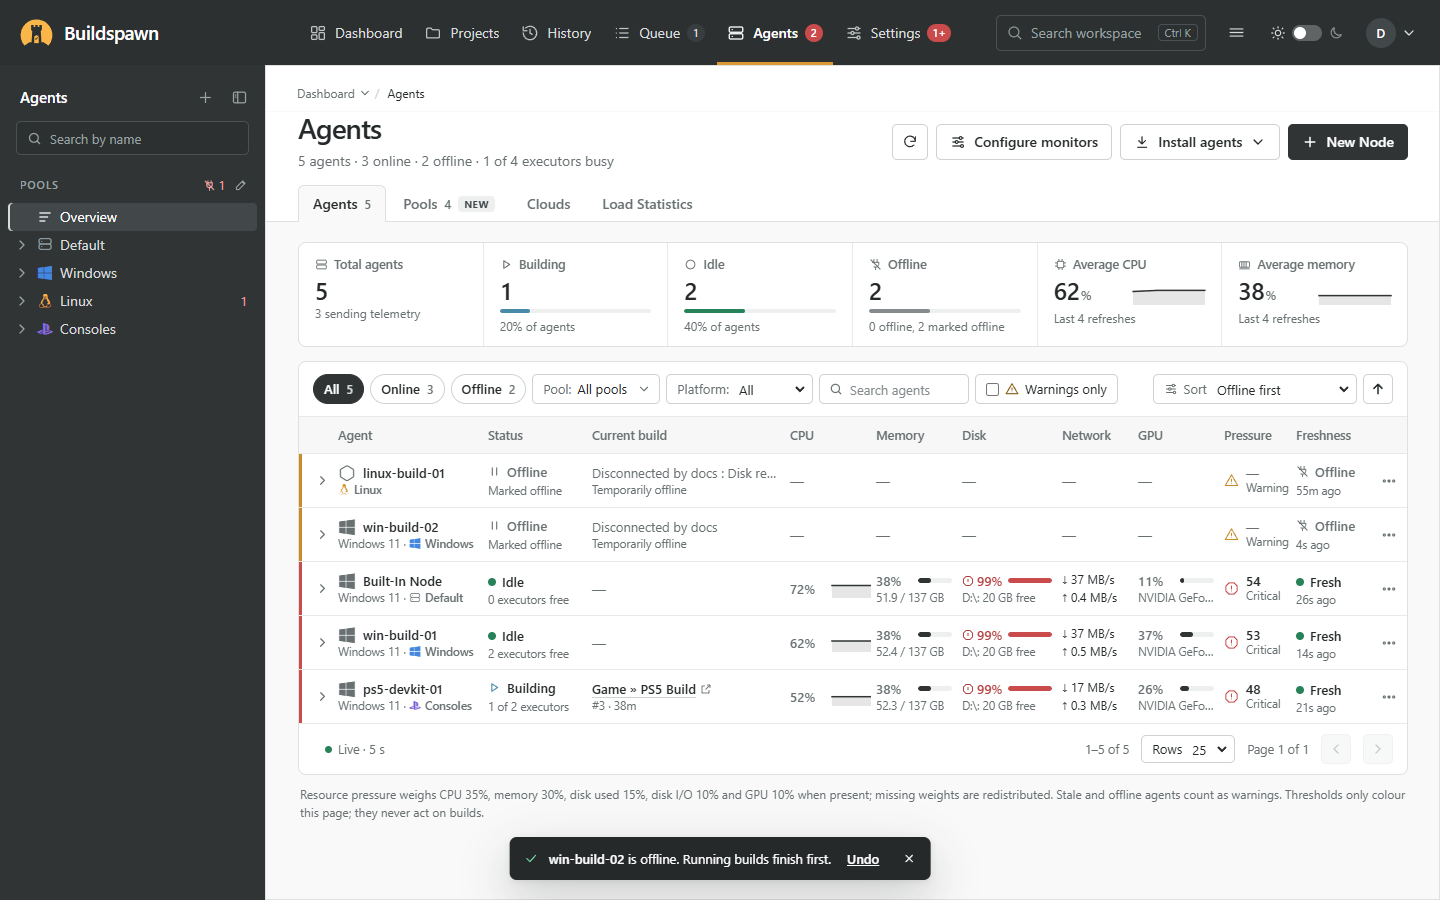 Buildspawn
Dashboard
Projects
History
Queue 1
Agents 2
Settings 1+
Search workspace Ctrl K
D
Agents
Search by name
POOLS 1
Overview
Default
Windows
Linux 1
Consoles
Dashboard / Agents
Agents
5 agents · 3 online · 2 offline · 1 of 4 executors busy
Configure monitors
Install agents
New Node
Agents 5
Pools 4 NEW
Clouds
Load Statistics
Total agents
5
3 sending telemetry
Building
1
20% of agents
Idle
2
40% of agents
Offline
2
0 offline, 2 marked offline
Average CPU
62%
Last 4 refreshes
Average memory
38%
Last 4 refreshes
All 5
Online 3
Offline 2
Pool: All pools
Platform: All
Search agents
Warnings only
Sort Offline first
Agent Status Current build CPU Memory Disk Network GPU Pressure Freshness
linux-build-01 Offline Disconnected by docs : Disk re... — — — — — — Offline
Linux Marked offline Temporarily offline Warning 55m ago
win-build-02 Offline Disconnected by docs — — — — — — Offline
Windows 11 · Windows Marked offline Temporarily offline Warning 4s ago
Built-In Node Idle — 72% 38% 99% ↓ 37 MB/s 11% 54 Fresh
Windows 11 · Default 0 executors free 51.9 / 137 GB D:\: 20 GB free ↑ 0.4 MB/s NVIDIA GeFo... Critical 26s ago
win-build-01 Idle — 62% 38% 99% ↓ 37 MB/s 37% 53 Fresh
Windows 11 · Windows 2 executors free 52.4 / 137 GB D:\: 20 GB free ↑ 0.5 MB/s NVIDIA GeFo... Critical 14s ago
ps5-devkit-01 Building Game » PS5 Build 52% 38% 99% ↓ 17 MB/s 26% 48 Fresh
Windows 11 · Consoles 1 of 2 executors #3 · 38m 52.3 / 137 GB D:\: 20 GB free ↑ 0.3 MB/s NVIDIA GeFo... Critical 21s ago
Live · 5 s
1–5 of 5
Rows 25
Page 1 of 1
Resource pressure weighs CPU 35%, memory 30%, disk used 15%, disk I/O 10% and GPU 10% when present; missing weights are redistributed. Stale and offline agents count as warnings. Thresholds only colour
this page; they never act on builds.
win-build-02 is offline. Running builds finish first. Undo